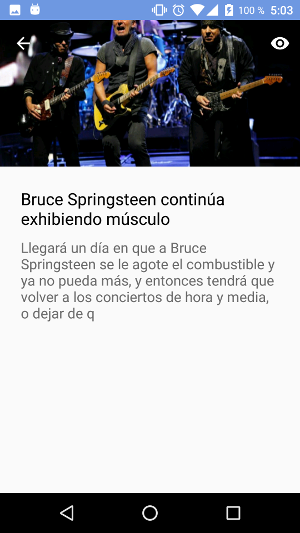 100 % 5:03
Bruce Springsteen continúa
exhibiendo músculo
Llegará un día en que a Bruce
Springsteen se le agote el combustible y
ya no pueda más, y entonces tendrá que
volver a los conciertos de hora y media,
o dejar de q